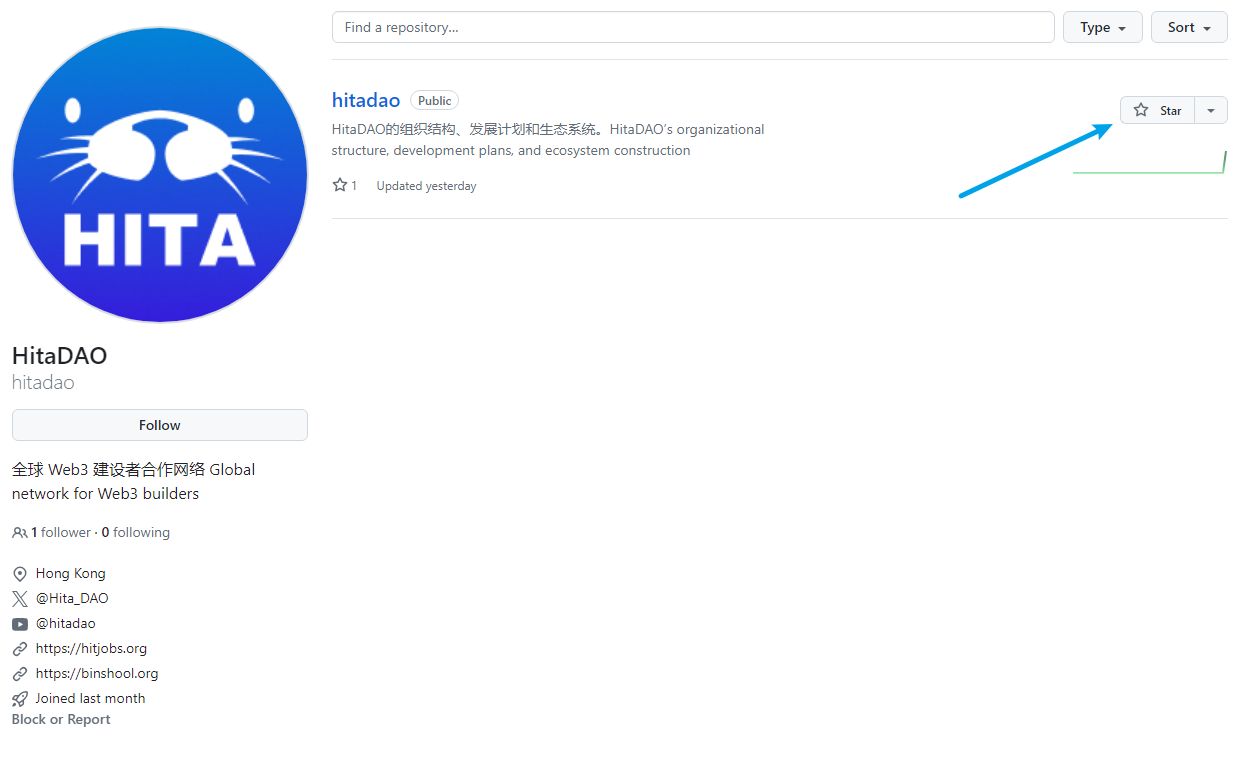 Find a repository…
Type
Sort
hitadao
Public
HitaDAO的组织结构、发展计划和生态系统。HitaDAO’s organizational
structure, development plans, and ecosystem construction
Star
1
Updated yesterday
HITA
HitaDAO
hitadao
Follow
全球 Web3 建设者合作网络 Global
network for Web3 builders
1 follower · 0 following
Hong Kong
@Hita_DAO
@hitadao
https://hitjobs.org
https://binshool.org
Joined last month
Block or Report